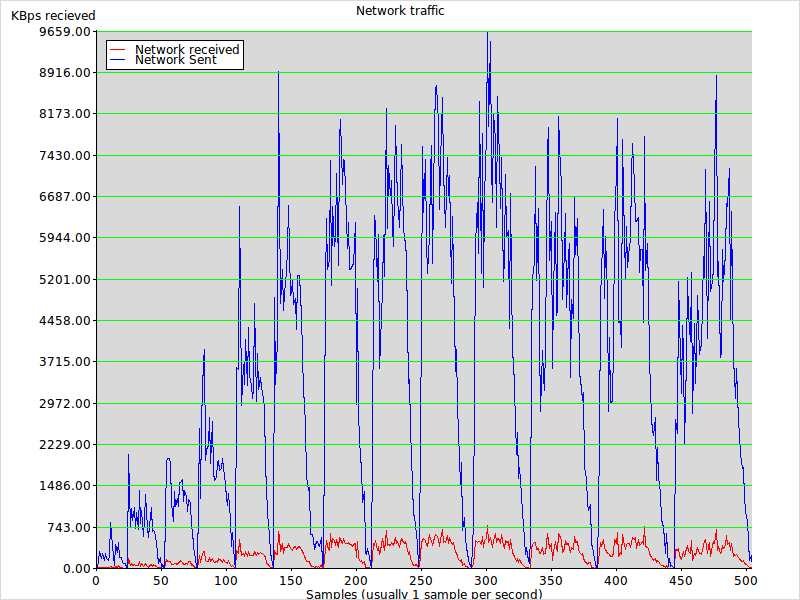 Network traffic
KBps recieved
9659.00
8916.00
8173.00
7430.00
6687.00
5944.00
5201.00
4458.00
3715.00
2972.00
2229.00
1486.00
743.00
0.00
Network received
Network Sent
0 50 100 150 200 250 300 350 400 450 500
Samples (usually 1 sample per second)